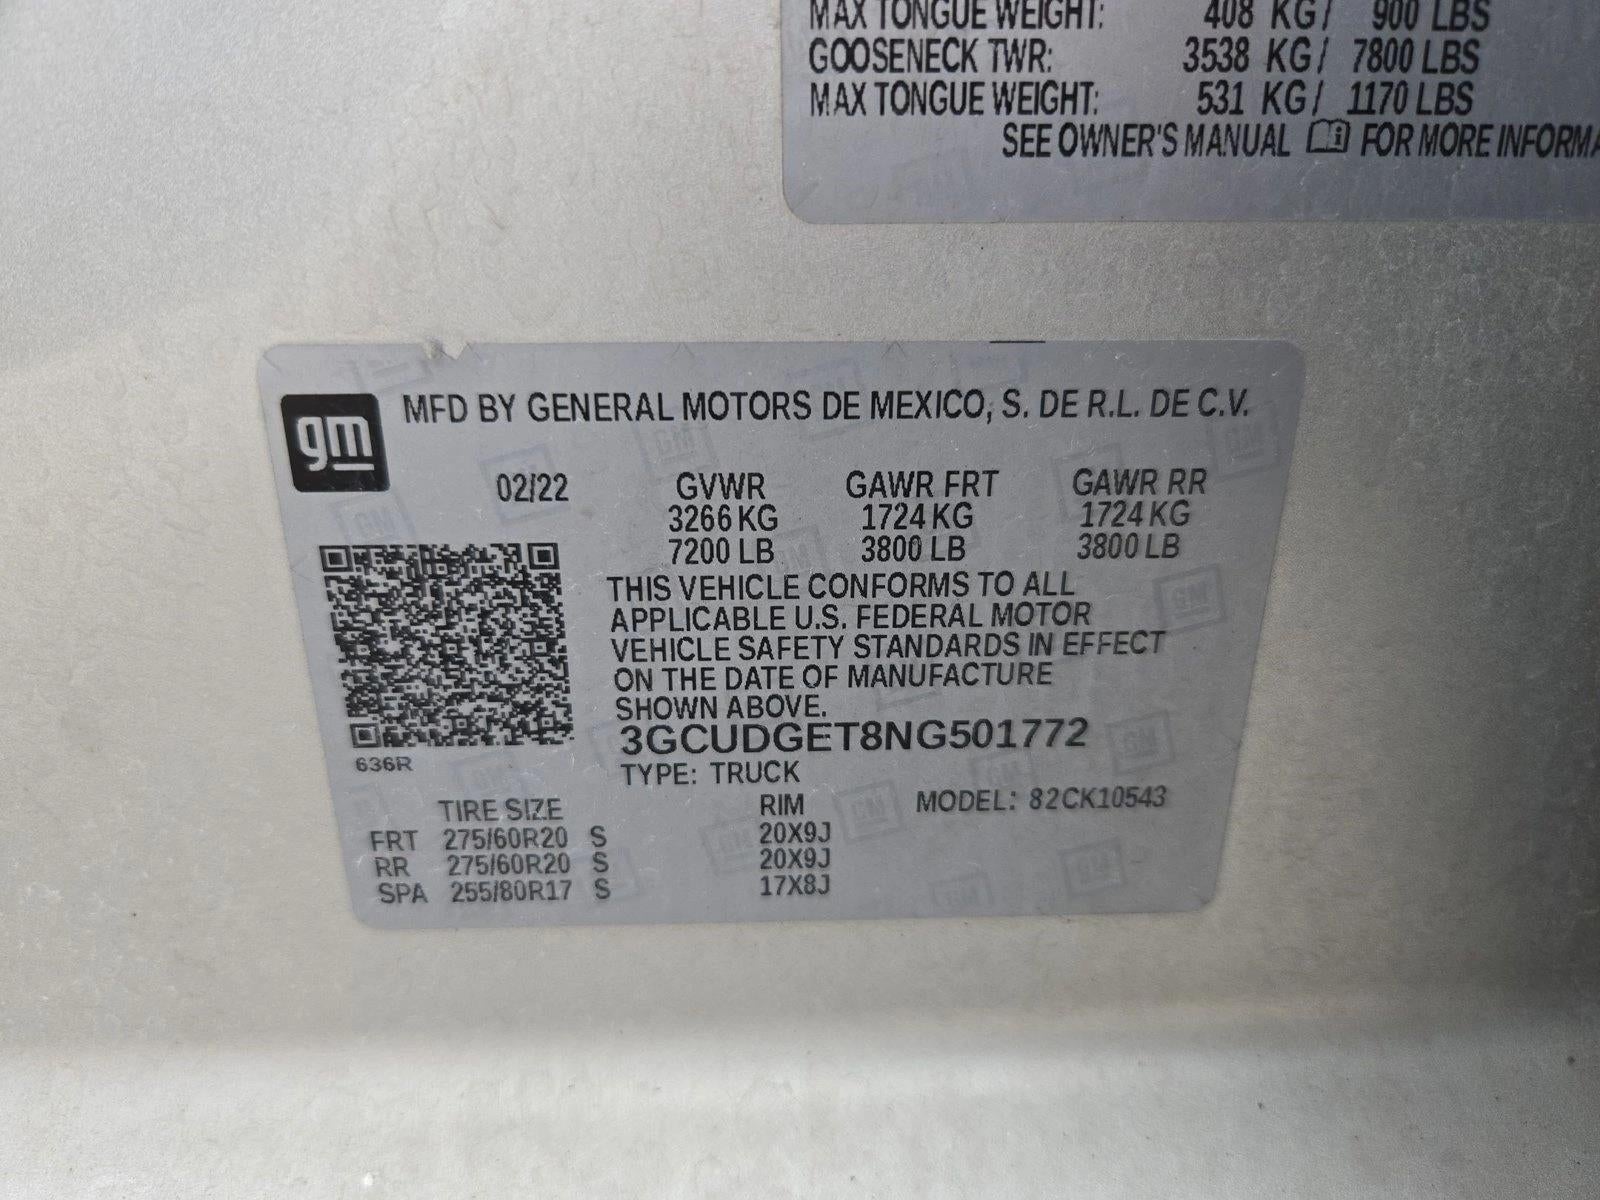 MAX TONGUE WEIGHT: 408 KG/ 900 LBS
GOOSENECK TWR: 3538 KG/ 7800 LBS
MAX TONGUE WEIGHT: 531 KG/ 1170 LBS
SEE OWNER'S MANUAL FOR MORE
gm
MFD BY GENERAL MOTORS DE MEXICO, S. DE R.L. DE C.V.
02/22 GVWR GAWR FRT GAWR RR
3266 KG 1724 KG 1724 KG
7200 LB 3800 LB 3800 LB
THIS VEHICLE CONFORMS TO ALL
APPLICABLE U.S. FEDERAL MOTOR
VEHICLE SAFETY STANDARDS IN EFFECT
ON THE DATE OF MANUFACTURE
SHOWN ABOVE.
3GCUDGET8NG501772
636R
TYPE: TRUCK
TIRE SIZE RIM MODEL: 82CK10543
FRT 275/60R20 S 20X9J
RR 275/60R20 S 20X9J
SPA 255/80R17 S 17X8J